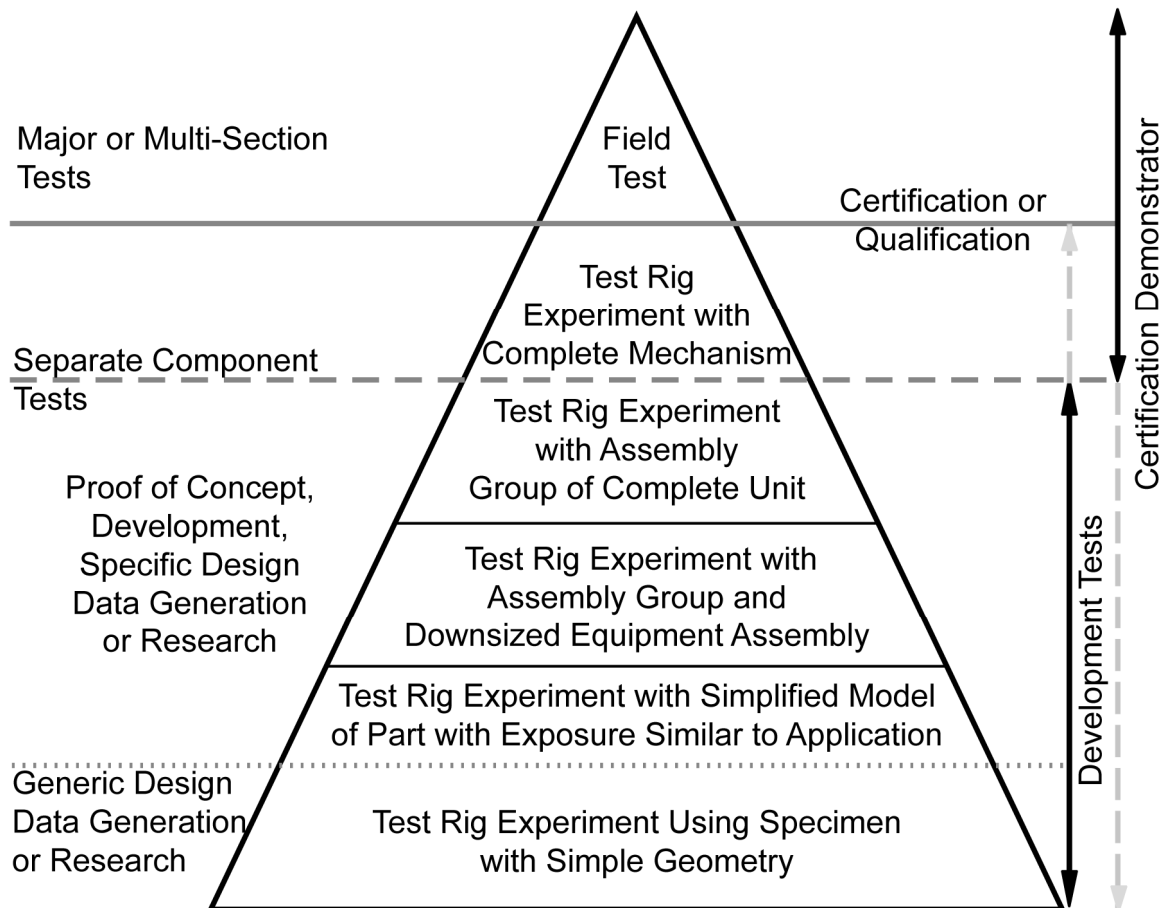 Major or Multi-Section
Tests
Field
Test
Certification or
Qualification
Certification Demonstrator
Test Rig
Experiment with
Complete Mechanism
Separate Component
Tests
Test Rig Experiment
with Assembly
Group of Complete Unit
Proof of Concept,
Development,
Specific Design
Data Generation
or Research
Test Rig Experiment with
Assembly Group and
Downsized Equipment Assembly
Development Tests
Test Rig Experiment with Simplified Model
of Part with Exposure Similar to Application
Generic Design
Data Generation
or Research
Test Rig Experiment Using Specimen
with Simple Geometry